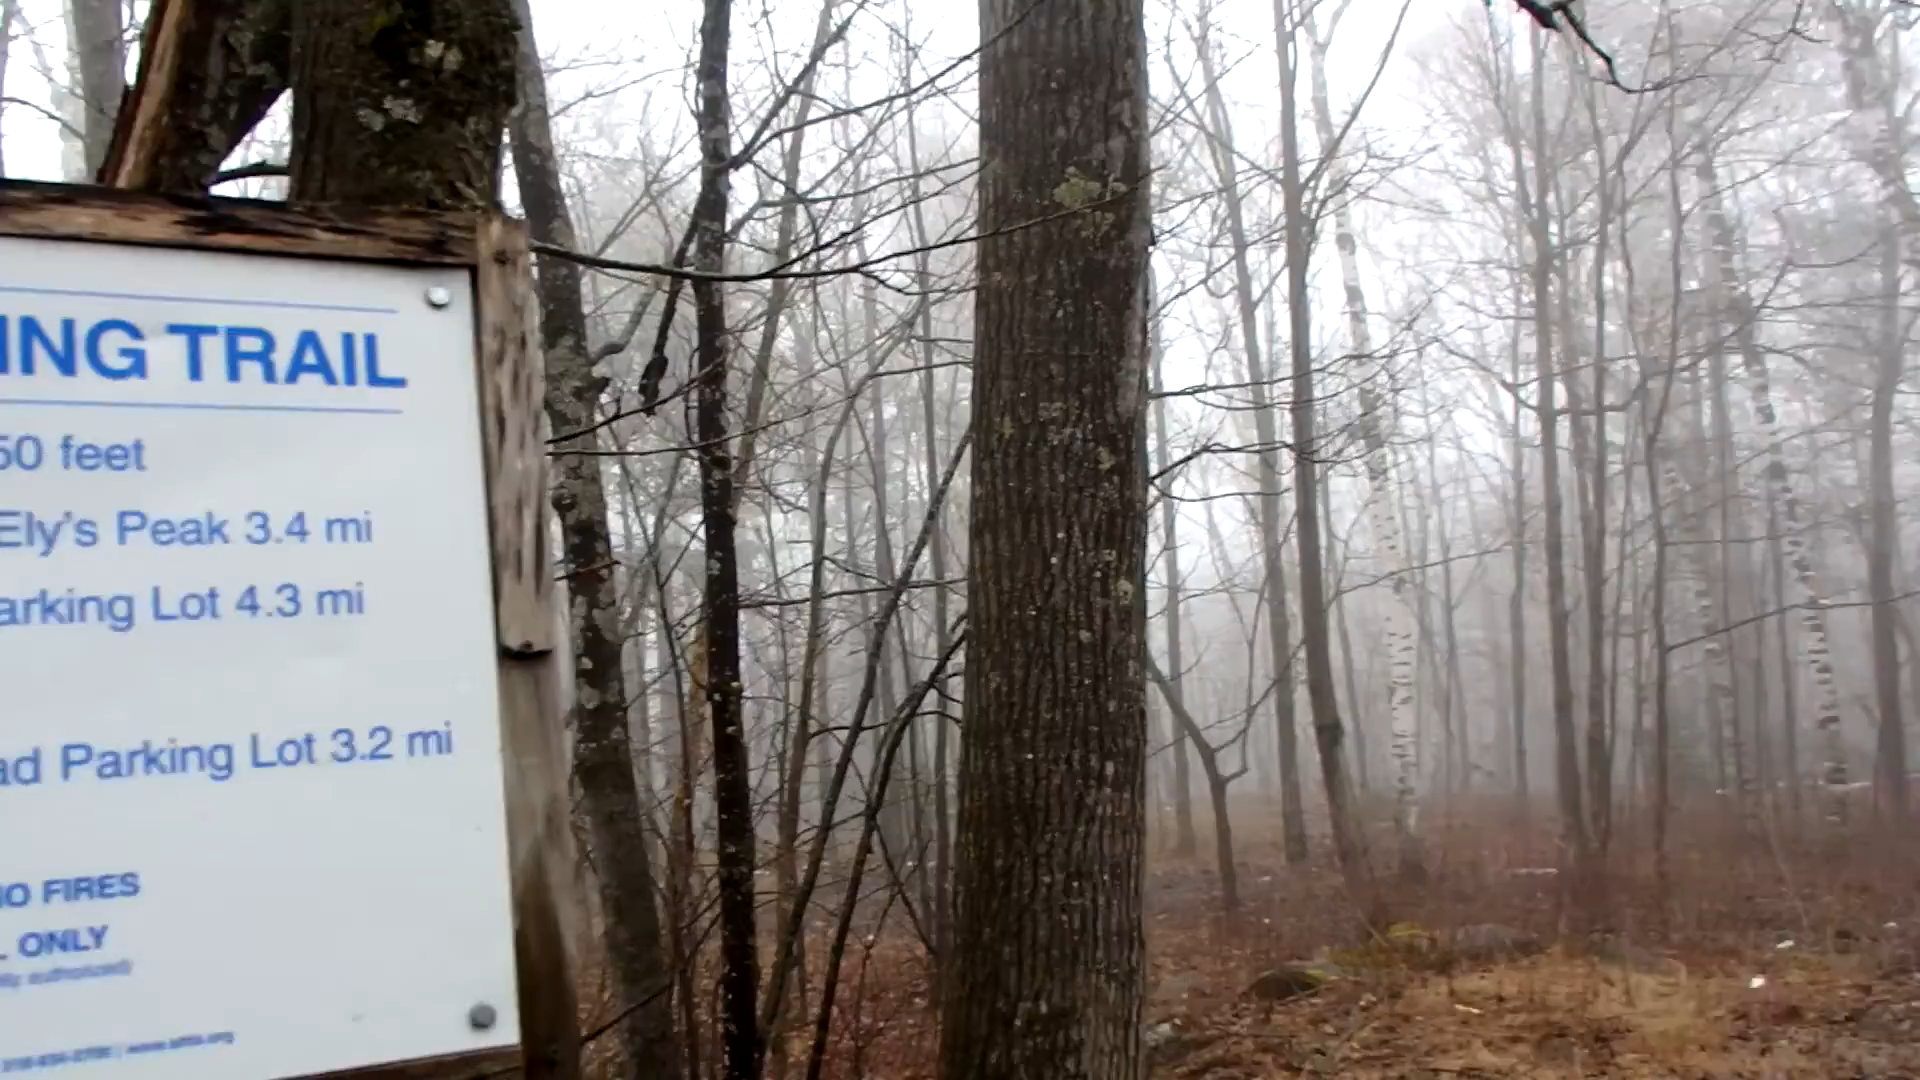 ING TRAIL
50 feet
Ely's Peak 3.4 mi
arking Lot 4.3 mi
ad Parking Lot 3.2 mi
NO FIRES
L ONLY